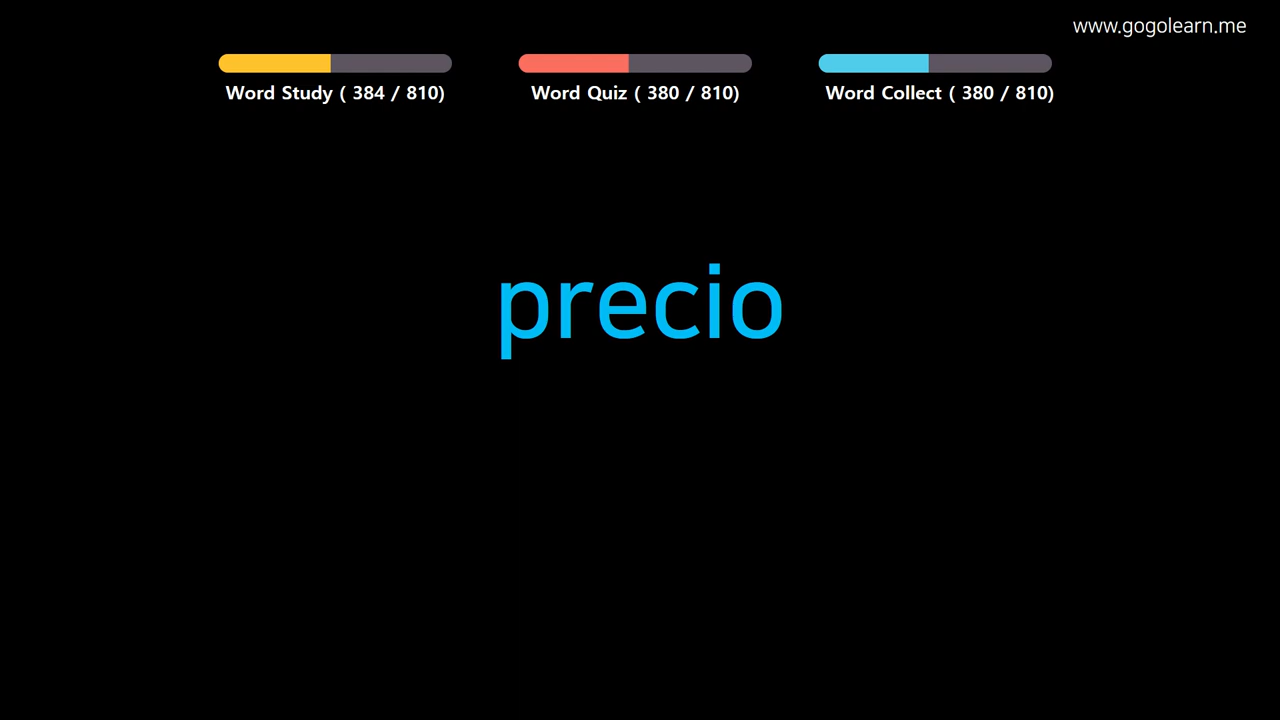 www.gogolearn.me
Word Study ( 384 / 810)
Word Quiz ( 380 / 810)
Word Collect ( 380 / 810)
precio